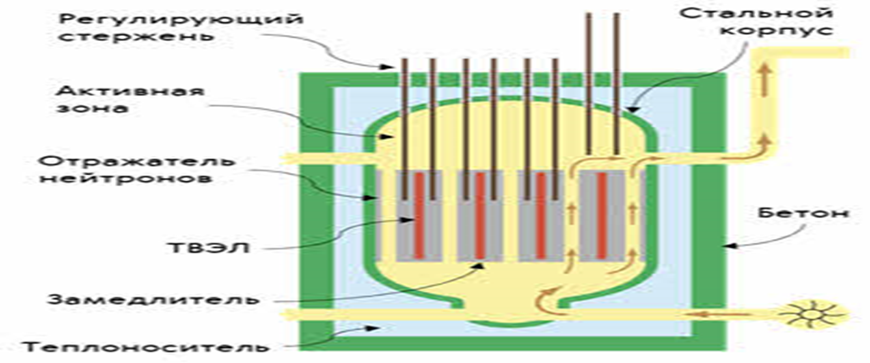 Регулирующий
стержень
Стальной
корпус
Активная
зона
Отражатель
нейтронов
Бетон
ТВЭЛ
Замедлитель
Теплоноситель